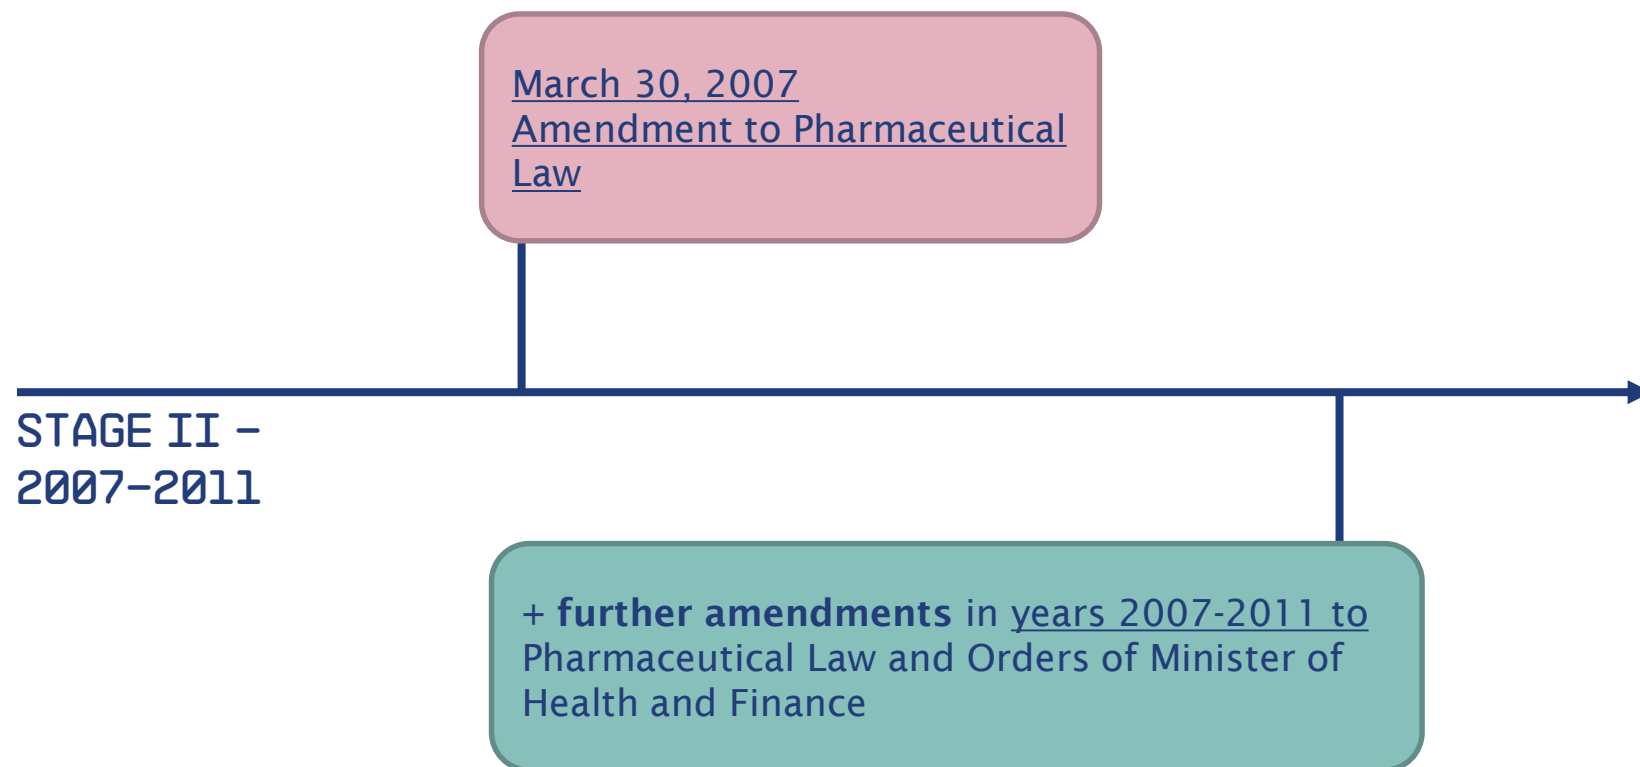 March 30, 2007
Amendment to Pharmaceutical
Law
STAGE II –
2007-2011
+ further amendments in years 2007-2011 to
Pharmaceutical Law and Orders of Minister of
Health and Finance